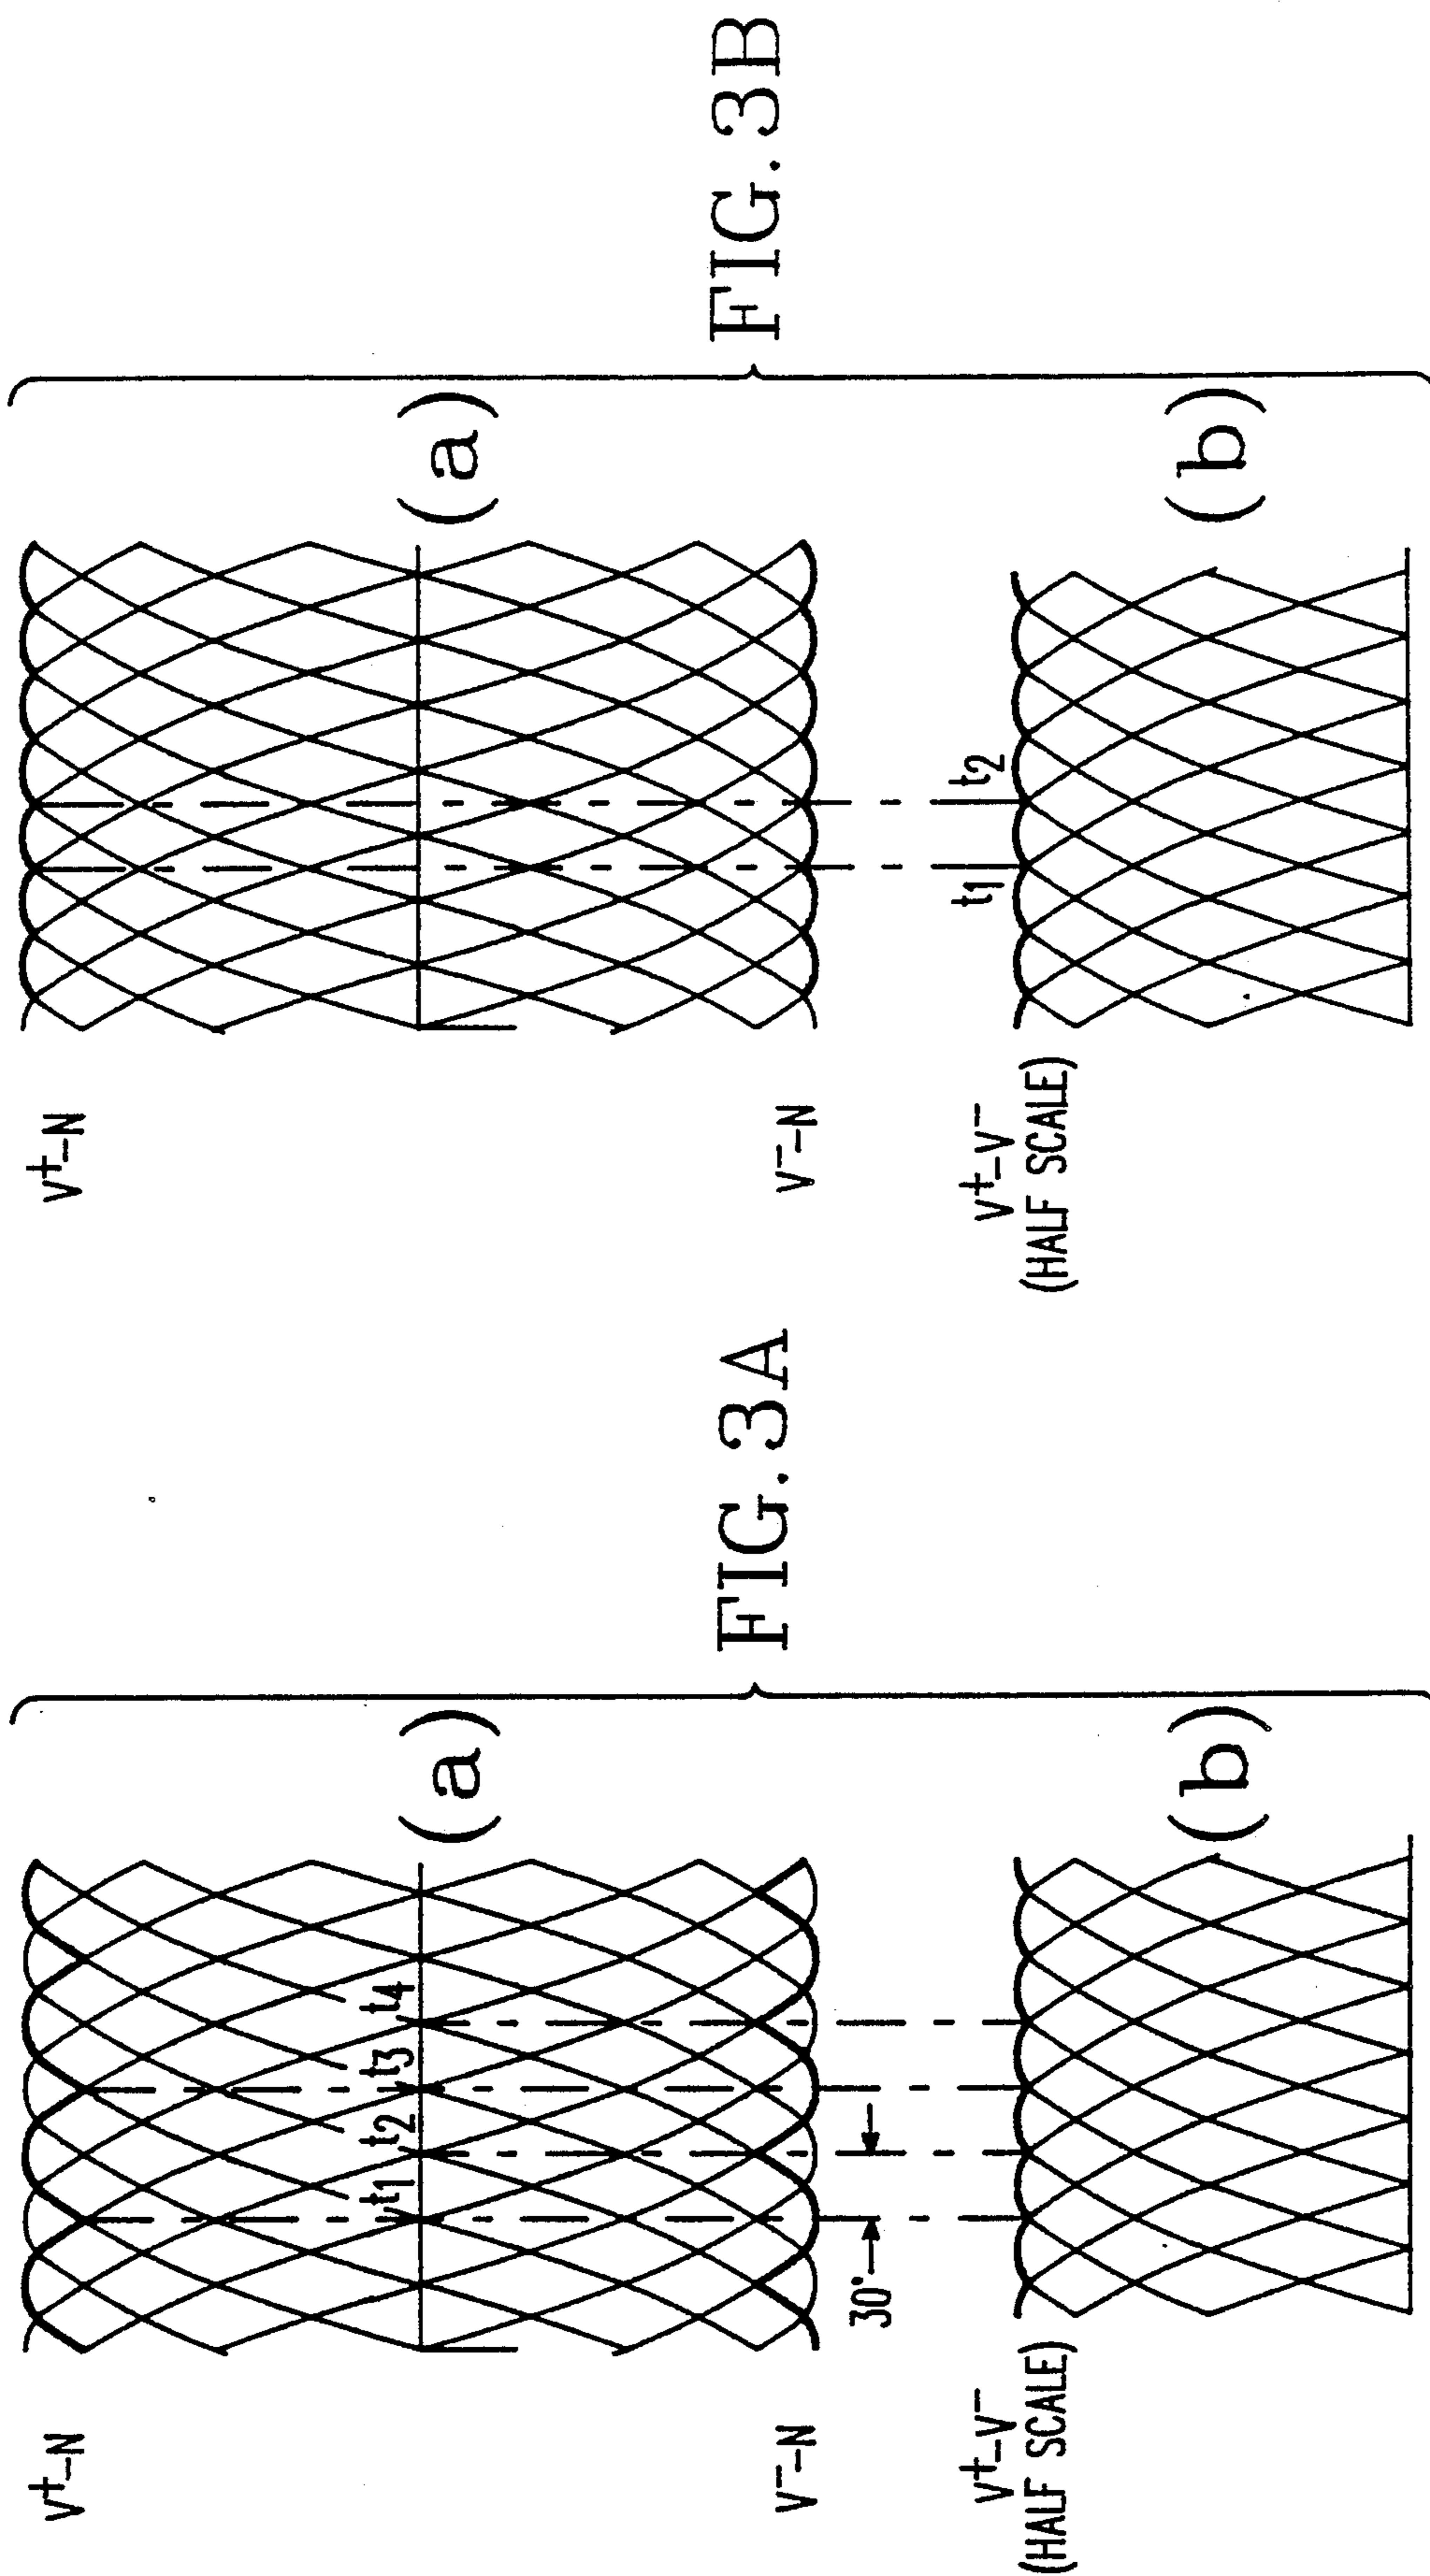 FIG. 3A
V+-N
(a)
t1 t2 t3 t4
V--N
30°
V+-V-
(HALF SCALE)
(b)
FIG. 3B
V+-N
(a)
V--N
t1 t2
V+-V-
(HALF SCALE)
(b)